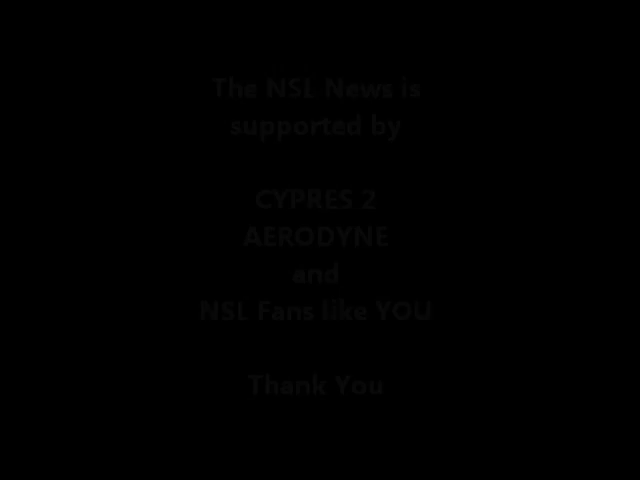 The NSL News is
supported by
CYPRES 2
AERODYNE
and
NSL Fans like YOU
Thank You